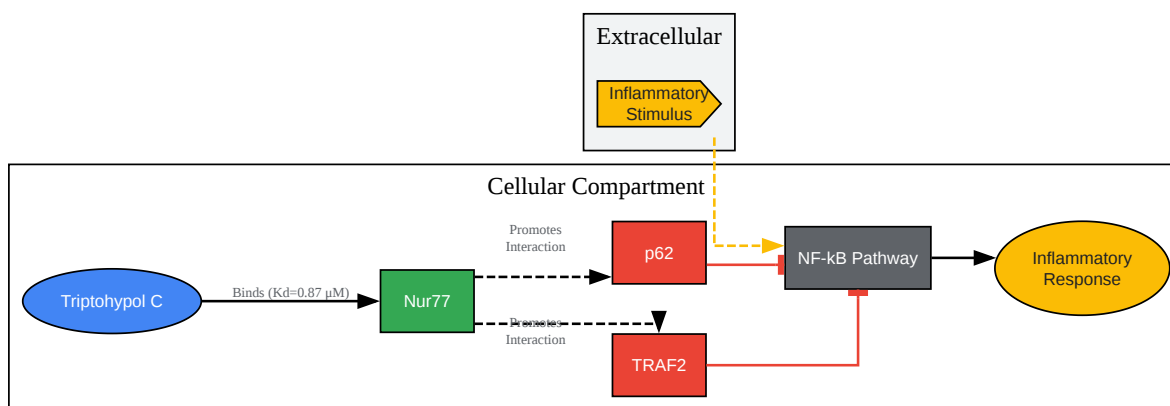 Extracellular
Inflammatory
Stimulus
Cellular Compartment
Promotes
Interaction
p62
NF-kB Pathway
Inflammatory
Response
Triptohypol C
Binds (Kd=0.87 μM)
Nur77
Promotes
Interaction
TRAF2